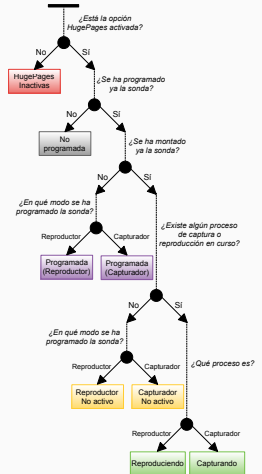 ¿Está la opción
HugePages activada?
No
Sí
HugePages
Inactivas
¿Se ha programado
ya la sonda?
No
Sí
No
programada
¿Se ha montado
ya la sonda?
No
Sí
¿En qué modo se ha
programado la sonda?
Reproductor
Capturador
Programada
(Reproductor)
Programada
(Capturador)
¿Existe algún proceso
de captura o
reproducción en curso?
No
Sí
¿En qué modo se ha
programado la sonda?
Reproductor
Capturador
Reproductor
No activo
Capturador
No activo
¿Qué proceso es?
Reproductor
Capturador
Reproduciendo
Capturando